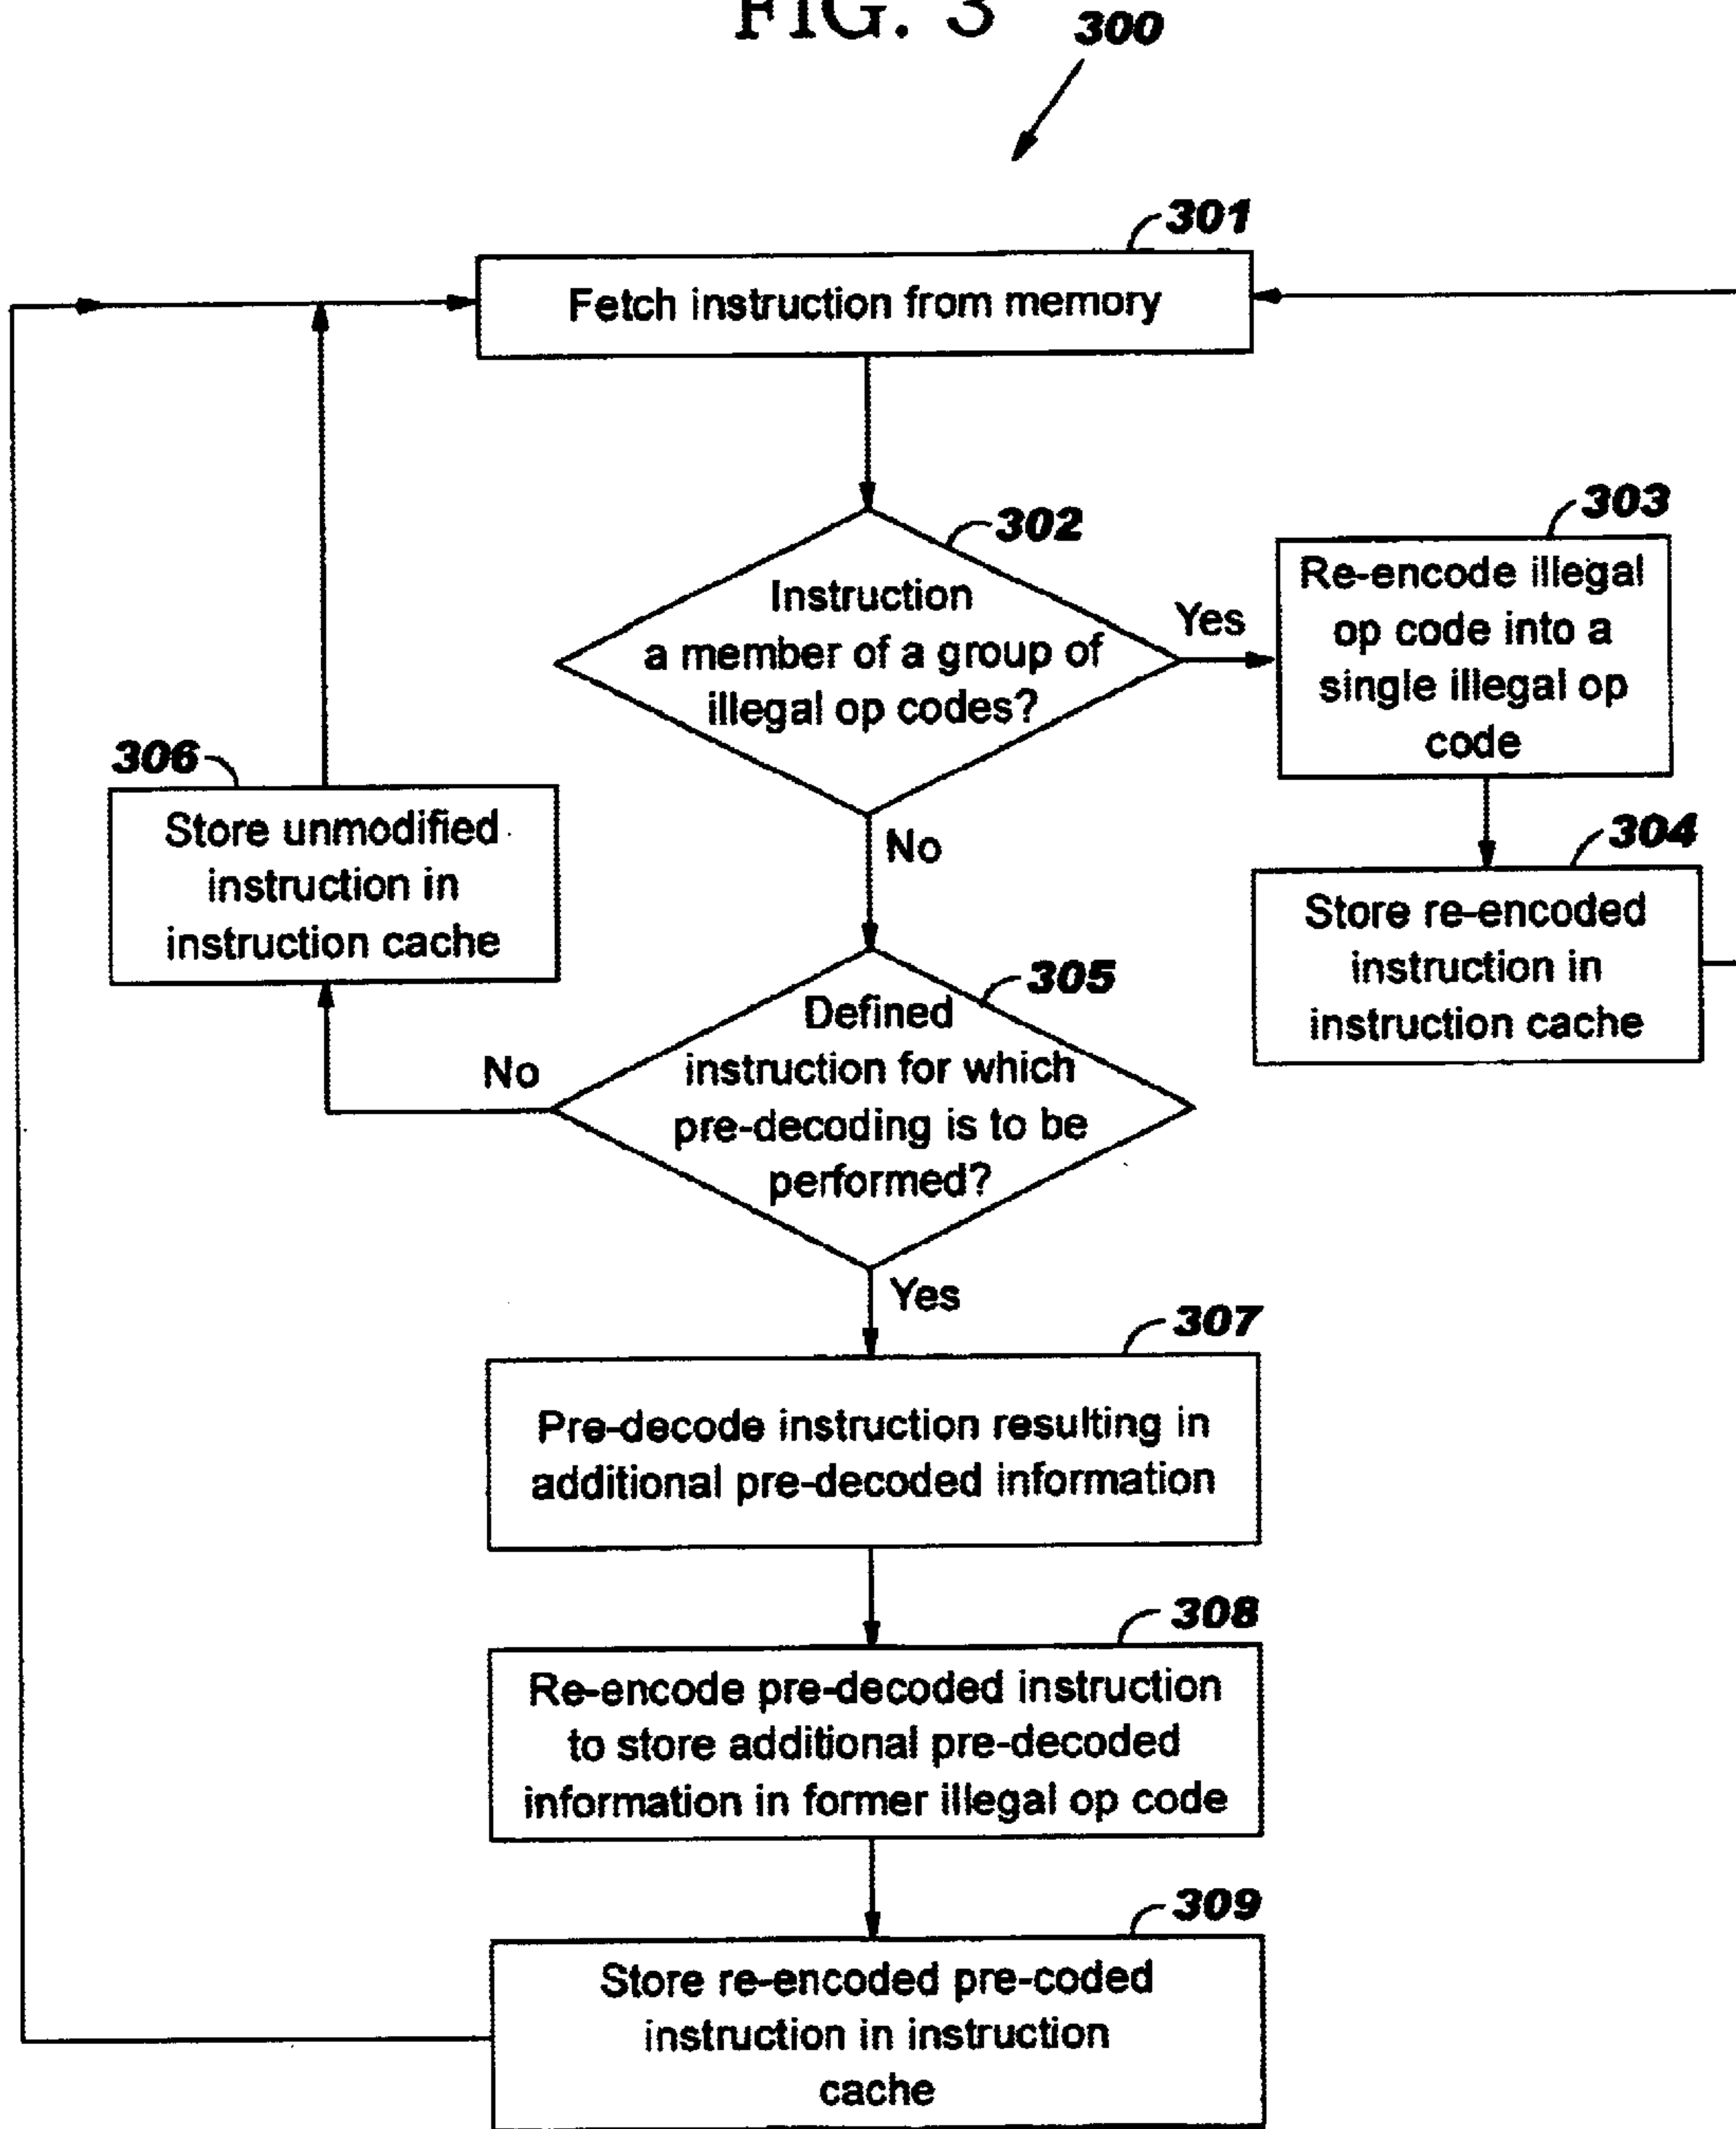 FIG. 3
300
301
Fetch instruction from memory
302
Instruction
a member of a group of
illegal op codes?
Yes
303
Re-encode illegal
op code into a
single illegal op
code
304
Store re-encoded
instruction in
instruction cache
No
305
Defined
instruction for which
pre-decoding is to be
performed?
No
306
Store unmodified
instruction in
instruction cache
Yes
307
Pre-decode instruction resulting in
additional pre-decoded information
308
Re-encode pre-decoded instruction
to store additional pre-decoded
information in former illegal op code
309
Store re-encoded pre-coded
instruction in instruction
cache